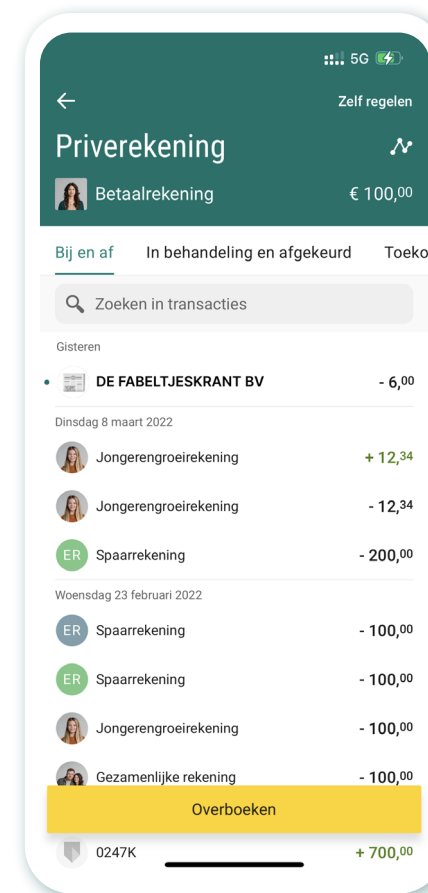 5G
Zelf regelen
Priverekening
Betaalrekening € 100,00
Bij en af In behandeling en afgekeurd Toeko
Zoeken in transacties
Gisteren
DE FABELTJESKRANT BV - 6,00
Dinsdag 8 maart 2022
Jongerengroeirekening + 12,34
Jongerengroeirekening - 12,34
ER Spaarrekening - 200,00
Woensdag 23 februari 2022
ER Spaarrekening - 100,00
ER Spaarrekening - 100,00
Jongerengroeirekening - 100,00
Gezamenlijke rekening - 100,00
Overboeken
0247K + 700,00